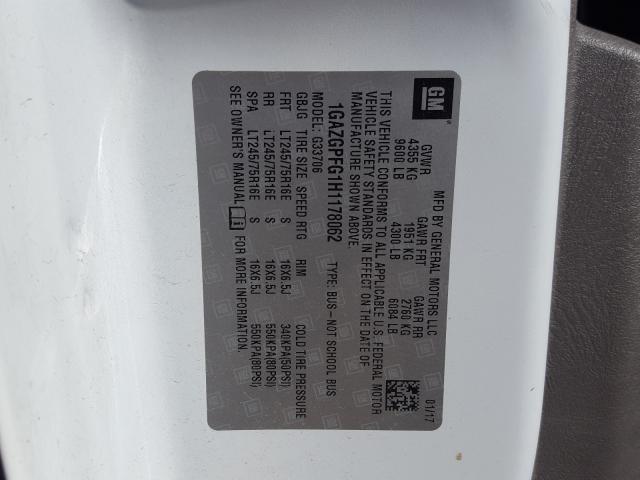 GM
MFD BY GENERAL MOTORS LLC 01/17
GVWR GAWR FRT GAWR RR
4355 KG 1951 KG 2760 KG
9600 LB 4300 LB 6084 LB
THIS VEHICLE CONFORMS TO ALL APPLICABLE U.S. FEDERAL MOTOR
VEHICLE SAFETY STANDARDS IN EFFECT ON THE DATE OF
MANUFACTURE SHOWN ABOVE.
1GAZGPFG1H1178062 TYPE: BUS-NOT SCHOOL BUS
MODEL: G33706
GBJG TIRE SIZE SPEED RTG RIM COLD TIRE PRESSURE
FRT LT245/75R16E S 16X6.5J 340KPA(50PSI)
RR LT245/75R16E S 16X6.5J 550KPA(80PSI)
SPA LT245/75R16E S 16X6.5J 550KPA(80PSI)
SEE OWNER'S MANUAL i FOR MORE INFORMATION.